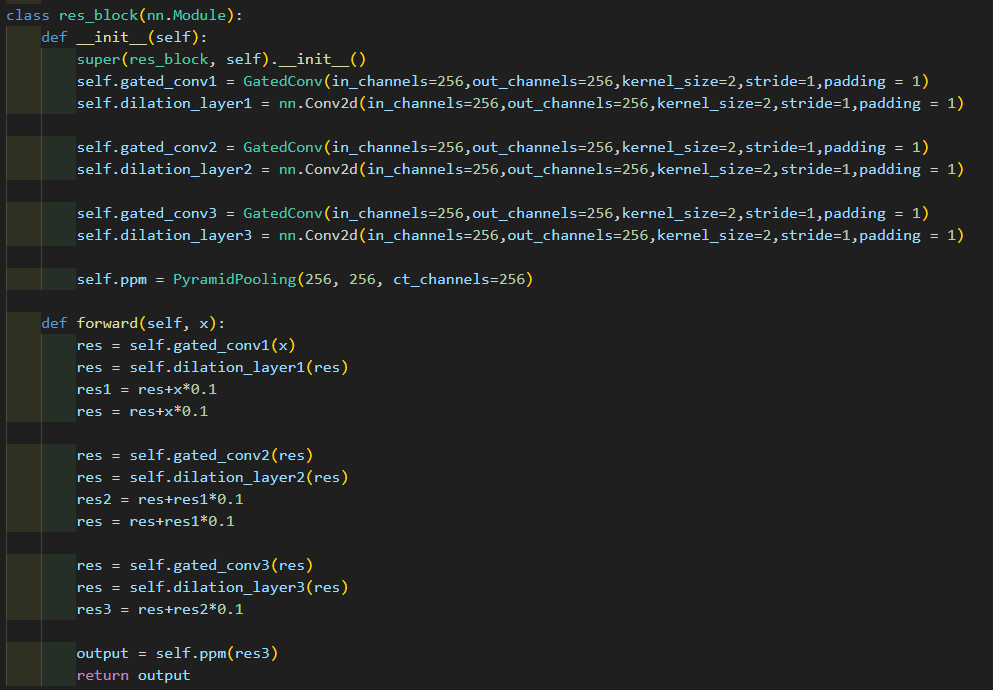 class res_block(nn.Module):
    def __init__(self):
        super(res_block, self).__init__()
        self.gated_conv1 = GatedConv(in_channels=256,out_channels=256,kernel_size=2,stride=1,padding = 1)
        self.dilation_layer1 = nn.Conv2d(in_channels=256,out_channels=256,kernel_size=2,stride=1,padding = 1)

        self.gated_conv2 = GatedConv(in_channels=256,out_channels=256,kernel_size=2,stride=1,padding = 1)
        self.dilation_layer2 = nn.Conv2d(in_channels=256,out_channels=256,kernel_size=2,stride=1,padding = 1)

        self.gated_conv3 = GatedConv(in_channels=256,out_channels=256,kernel_size=2,stride=1,padding = 1)
        self.dilation_layer3 = nn.Conv2d(in_channels=256,out_channels=256,kernel_size=2,stride=1,padding = 1)

        self.ppm = PyramidPooling(256, 256, ct_channels=256)

    def forward(self, x):
        res = self.gated_conv1(x)
        res = self.dilation_layer1(res)
        res1 = res+x*0.1
        res = res+x*0.1

        res = self.gated_conv2(res)
        res = self.dilation_layer2(res)
        res2 = res+res1*0.1
        res = res+res1*0.1

        res = self.gated_conv3(res)
        res = self.dilation_layer3(res)
        res3 = res+res2*0.1

        output = self.ppm(res3)
        return output